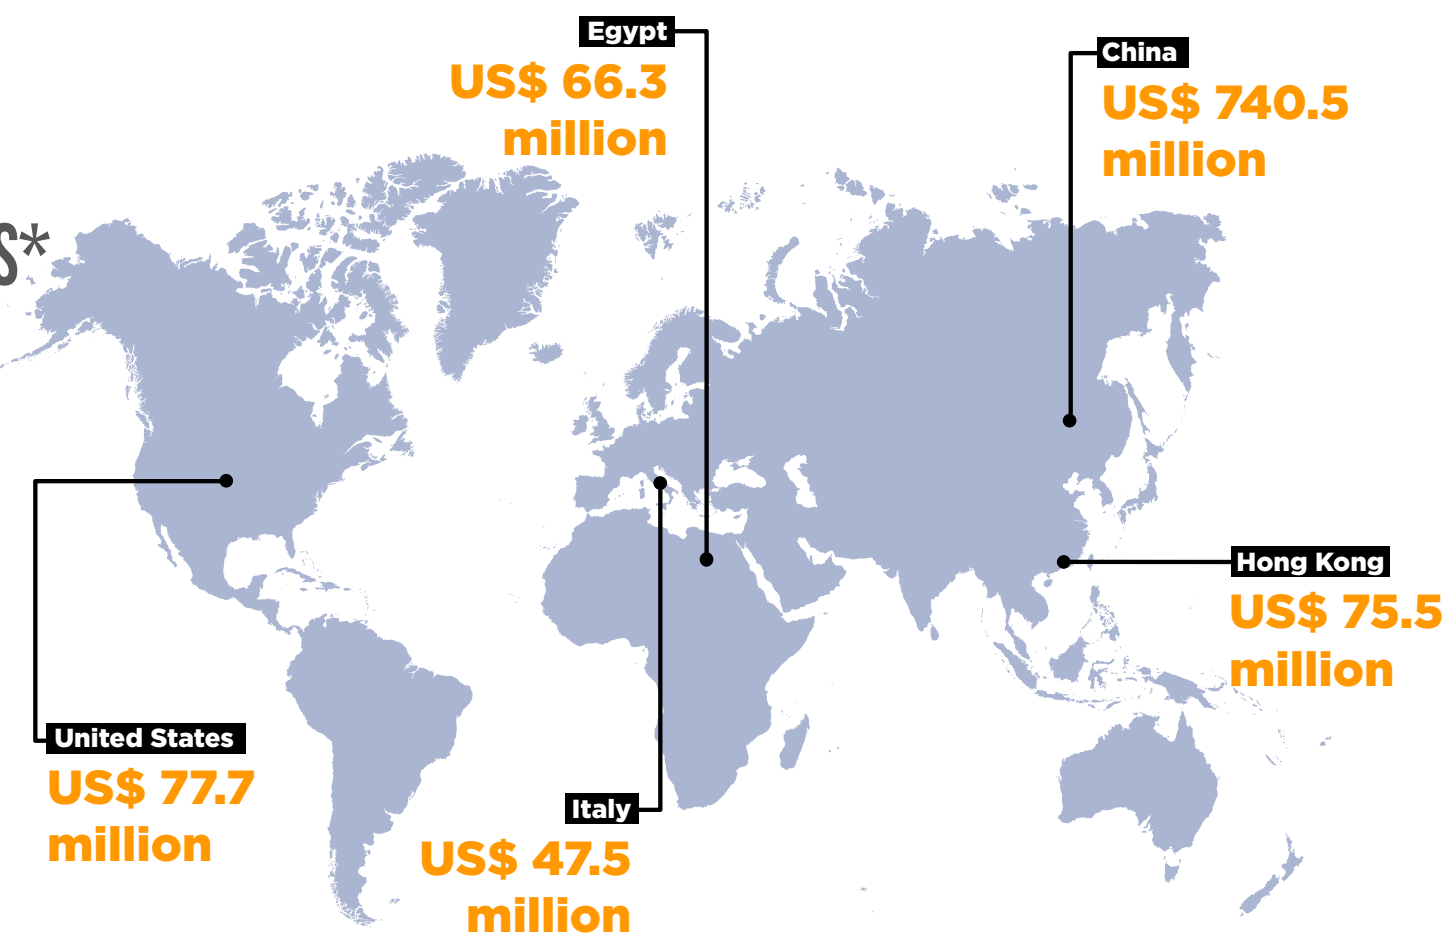 Egypt
US$ 66.3
million
China
US$ 740.5
million
S*
Hong Kong
US$ 75.5
million
United States
US$ 77.7
million
Italy
US$ 47.5
million